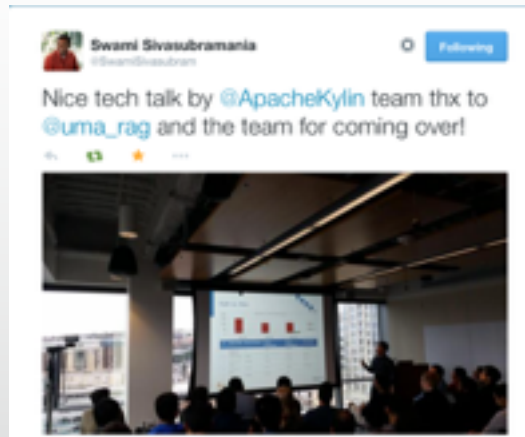 Swami Sivasubramania
@SwamiSivasubram
Following
Nice tech talk by @ApacheKylin team thx to
@uma_rag and the team for coming over!